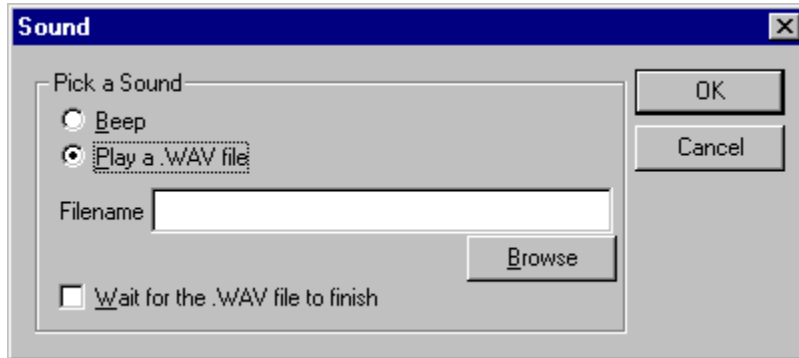 Sound
Pick a Sound
OK
Beep
Cancel
Play a .WAV file
Filename
Browse
Wait for the .WAV file to finish